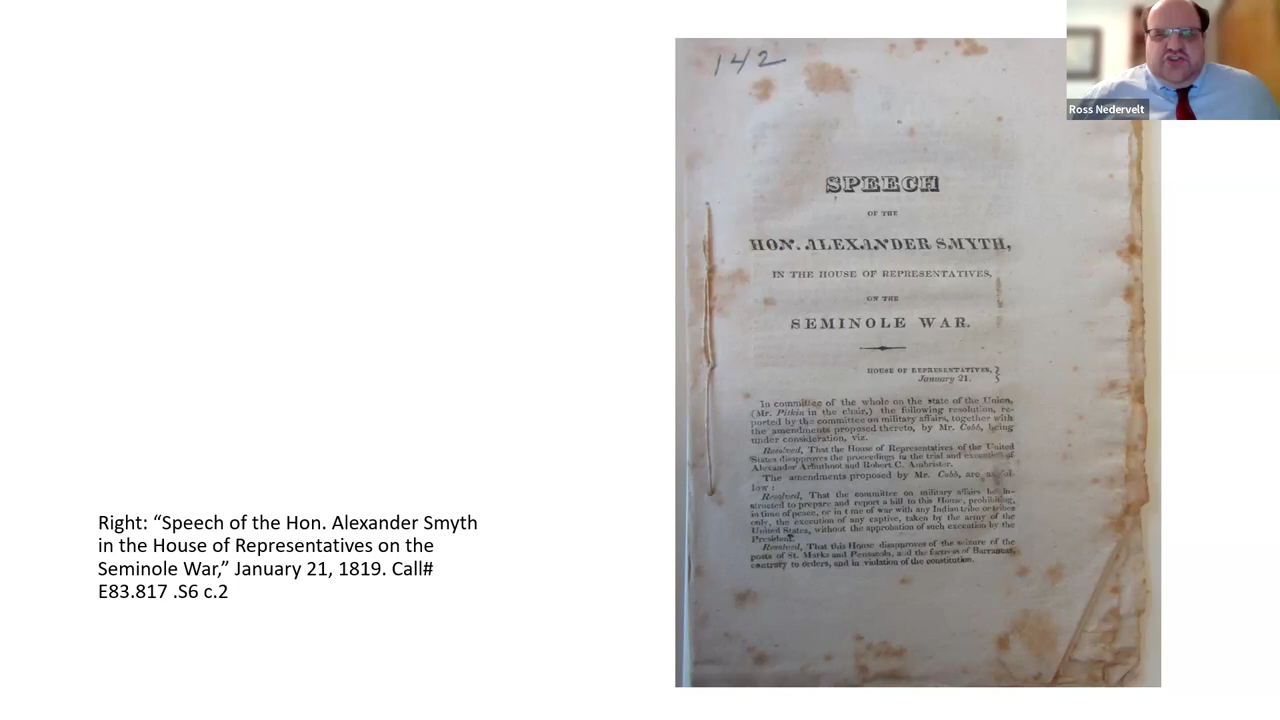 Right: “Speech of the Hon. Alexander Smyth
in the House of Representatives on the
Seminole War,” January 21, 1819. Call#
E83.817 .S6 c.2
142
SPEECH
OF THE
HON. ALEXANDER SMYTH,
IN THE HOUSE OF REPRESENTATIVES,
ON THE
SEMINOLE WAR.
HOUSE OF REPRESENTATIVES, }
January 21.
In committee of the whole on the state of the Union,
(Mr. Pitkin in the chair,) the following resolution, re-
ported by the committee on military affairs, together with
the amendments proposed thereto, by Mr. Cobb, being
under consideration, viz.
Resolved, That the House of Representatives of the United
States disapproves the proceedings in the trial and execution of
Alexander Arbuthnot and Robert C. Ambrister.
The amendments proposed by Mr. Cobb, are as fol-
low:
Resolved, That the committee on military affairs be in-
structed to prepare and report a bill to this House, prohibiting,
in time of peace, or in t me of war with any Indian tribe or tribes
only, the execution of any captive, taken by the army of the
United States, without the approbation of such execution by the
President.
Resolved, That this House disapproves of the seizure of the
posts of St. Marks and Pensacola, and the fortress of Barrancas,
contrary to orders, and in violation of the constitution.
Ross Nedervelt